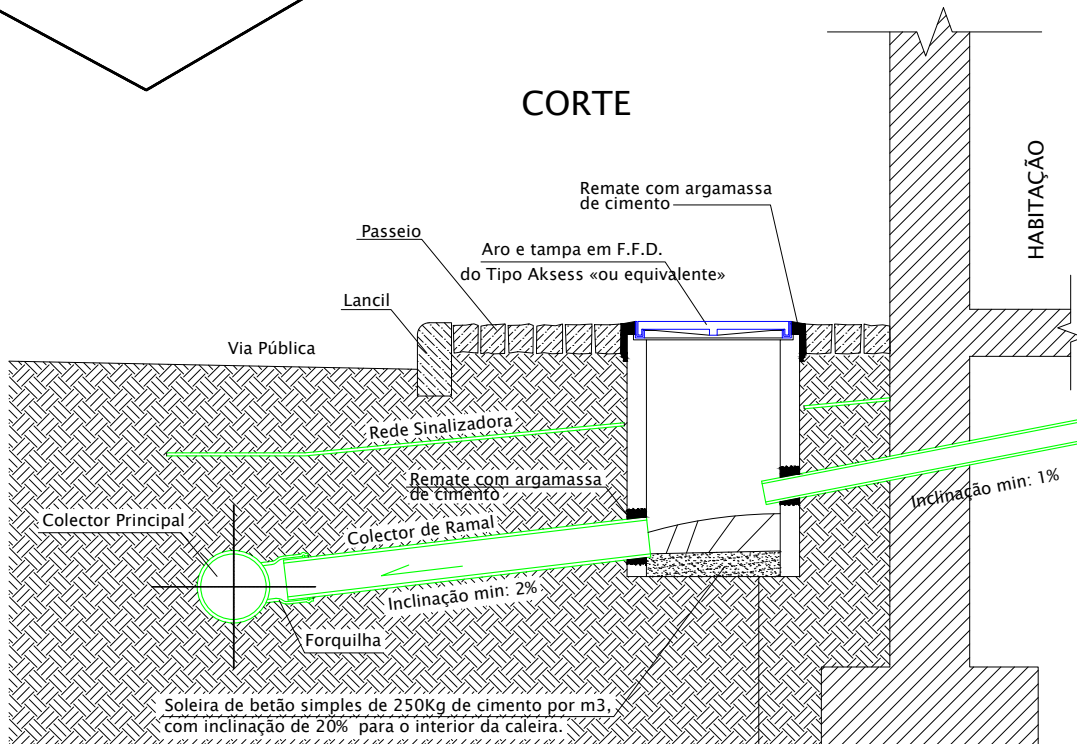 CORTE
HABITAÇÃO
Remate com argamassa
de cimento
Passeio
Aro e tampa em F.F.D.
do Tipo Aksess «ou equivalente»
Lancil
Via Pública
Rede Sinalizadora
Remate com argamassa
de cimento
Inclinação min: 1%
Colector Principal
Colector de Ramal
Inclinação min: 2%
Forquilha
Soleira de betão simples de 250Kg de cimento por m3,
com inclinação de 20% para o interior da caleira.